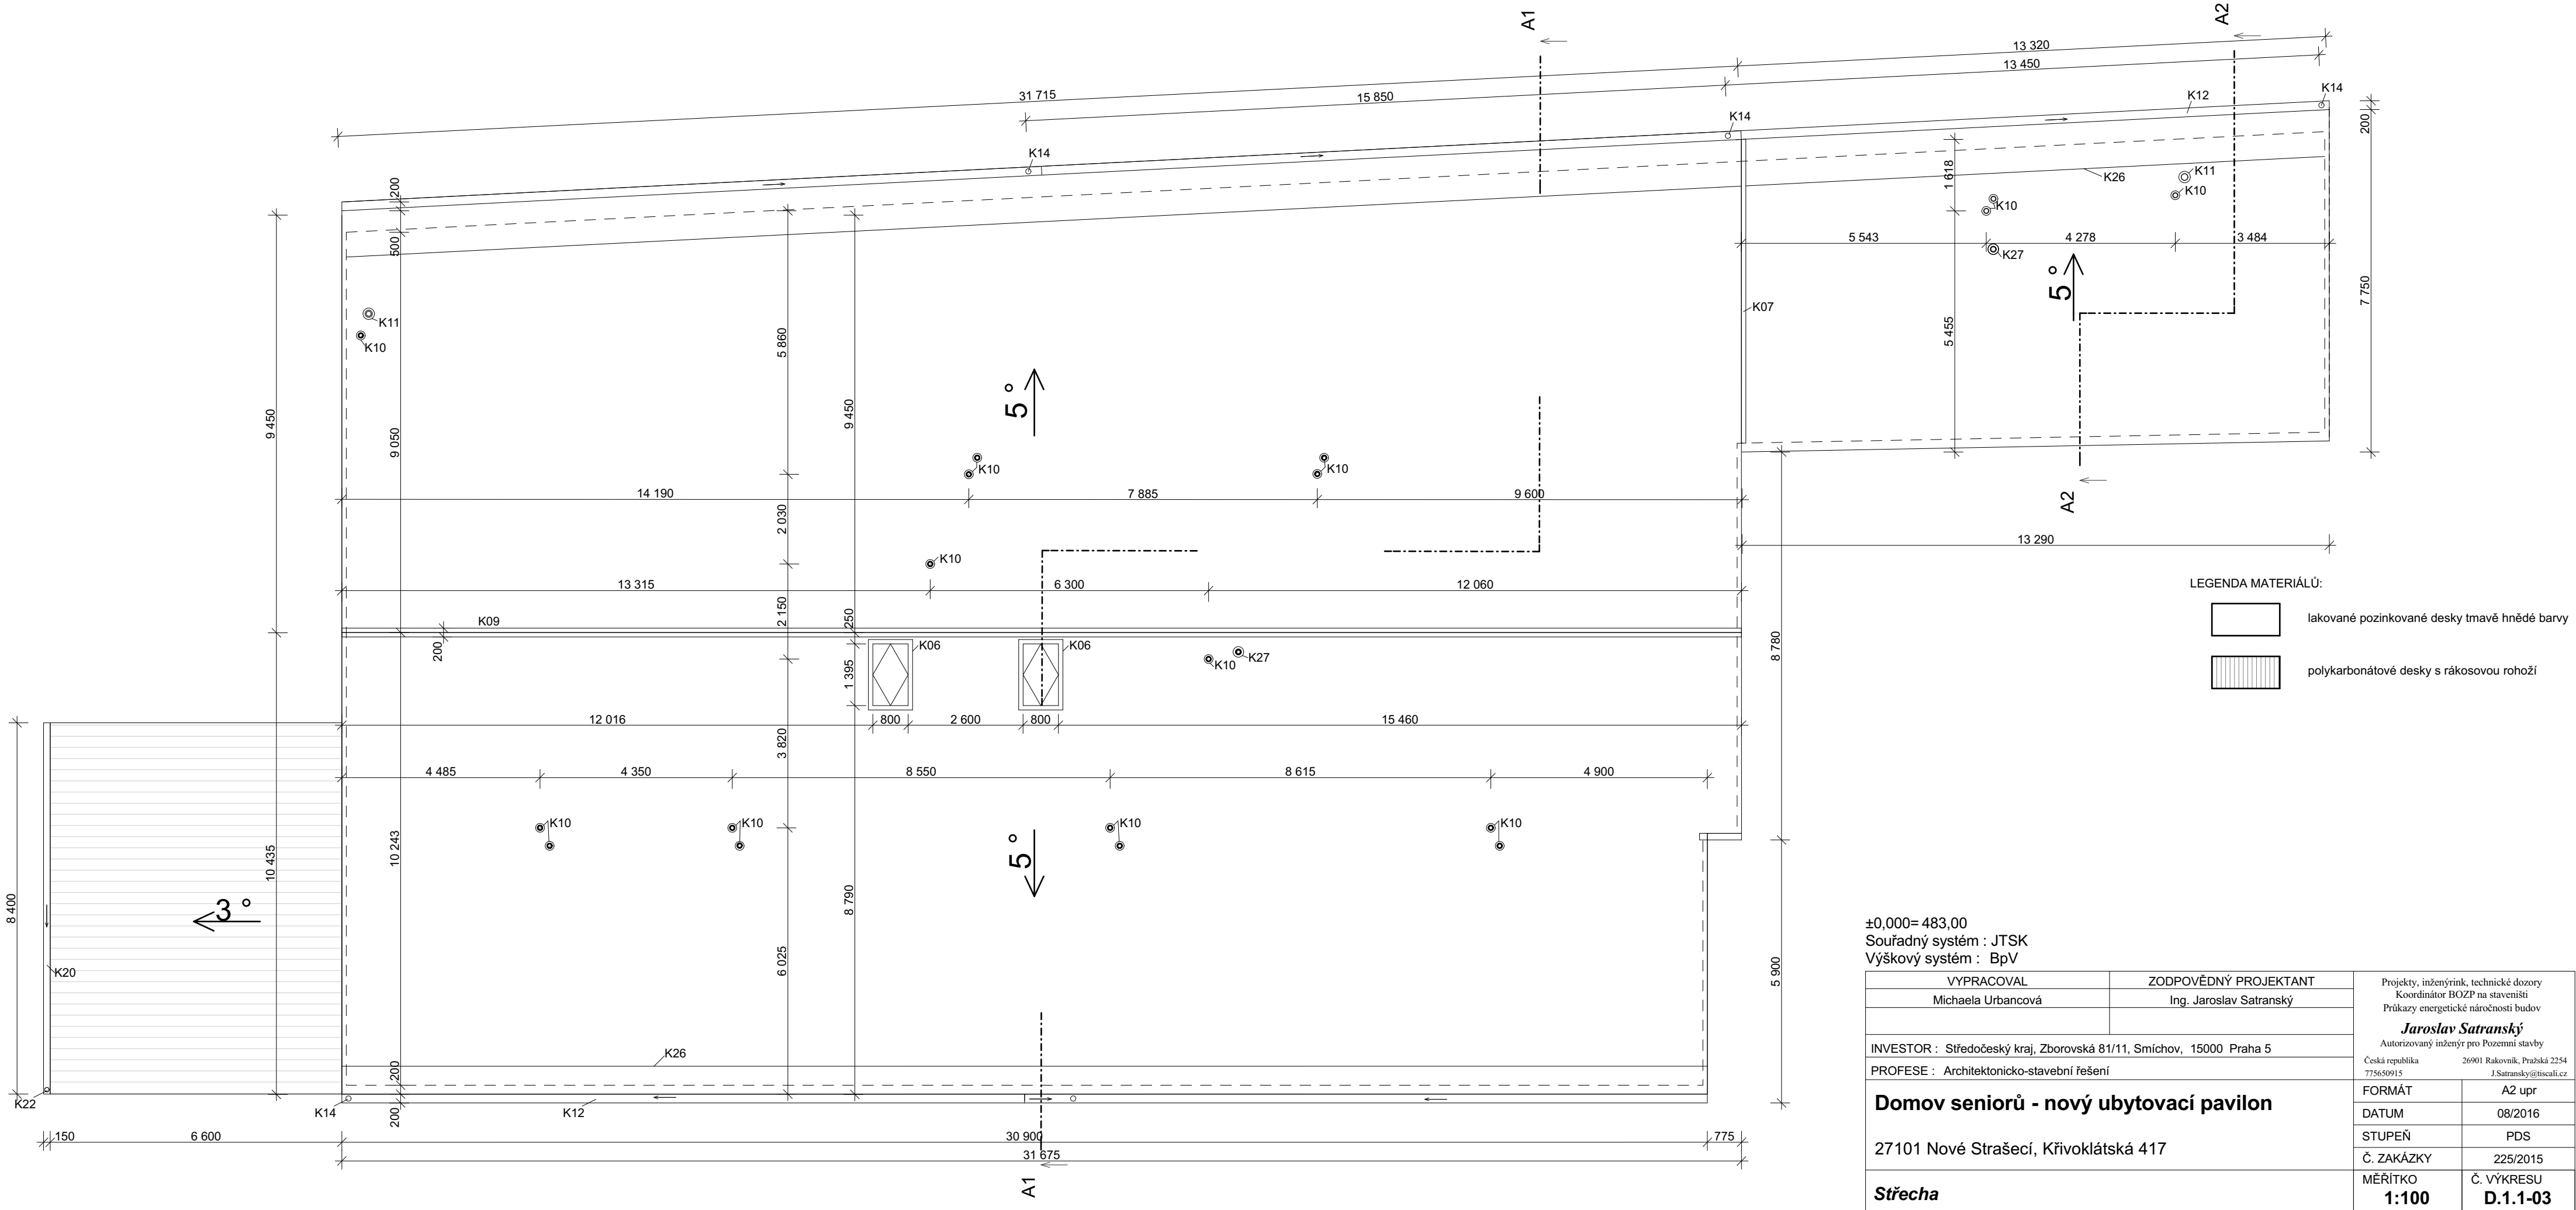 A1
A2
13 320
13 450
31 715
15 850
K14
K12
K14
K14
200
200
500
1 618
K26
K11
K10
K10
5 543
4 278
3 484
K27
5 °
7 750
K07
5 455
K11
K10
5 860
9 450
9 450
9 050
5 °
K10
K10
14 190
7 885
9 600
A2
2 030
K10
13 290
13 315
6 300
12 060
2 150
250
K09
200
K06
K06
K10
K27
1 395
8 780
12 016
800
2 600
800
15 460
3 820
4 485
4 350
8 550
8 615
4 900
K10
K10
K10
K10
10 435
10 243
5 °
8 790
8 400
3 °
6 025
5 900
K20
K26
200
K22
K14
K12
200
150
6 600
30 900
775
31 675
A1
LEGENDA MATERIÁLŮ:
lakované pozinkované desky tmavě hnědé barvy
polykarbonátové desky s rákosovou rohoží
±0,000= 483,00
Souřadný systém : JTSK
Výškový systém : BpV
VYPRACOVAL
ZODPOVĚDNÝ PROJEKTANT
Michaela Urbancová
Ing. Jaroslav Satranský
INVESTOR : Středočeský kraj, Zborovská 81/11, Smíchov, 15000 Praha 5
PROFESE : Architektonicko-stavební řešení
Domov seniorů - nový ubytovací pavilon
27101 Nové Strašecí, Křivoklátská 417
Střecha
Projekty, inženýrink, technické dozory
Koordinátor BOZP na staveništi
Průkazy energetické náročnosti budov
Jaroslav Satranský
Autorizovaný inženýr pro Pozemní stavby
Česká republika 26901 Rakovník, Pražská 2254
775650915 J.Satransky@tiscali.cz
FORMÁT A2 upr
DATUM 08/2016
STUPEŇ PDS
Č. ZAKÁZKY 225/2015
MĚŘÍTKO Č. VÝKRESU
1:100 D.1.1-03